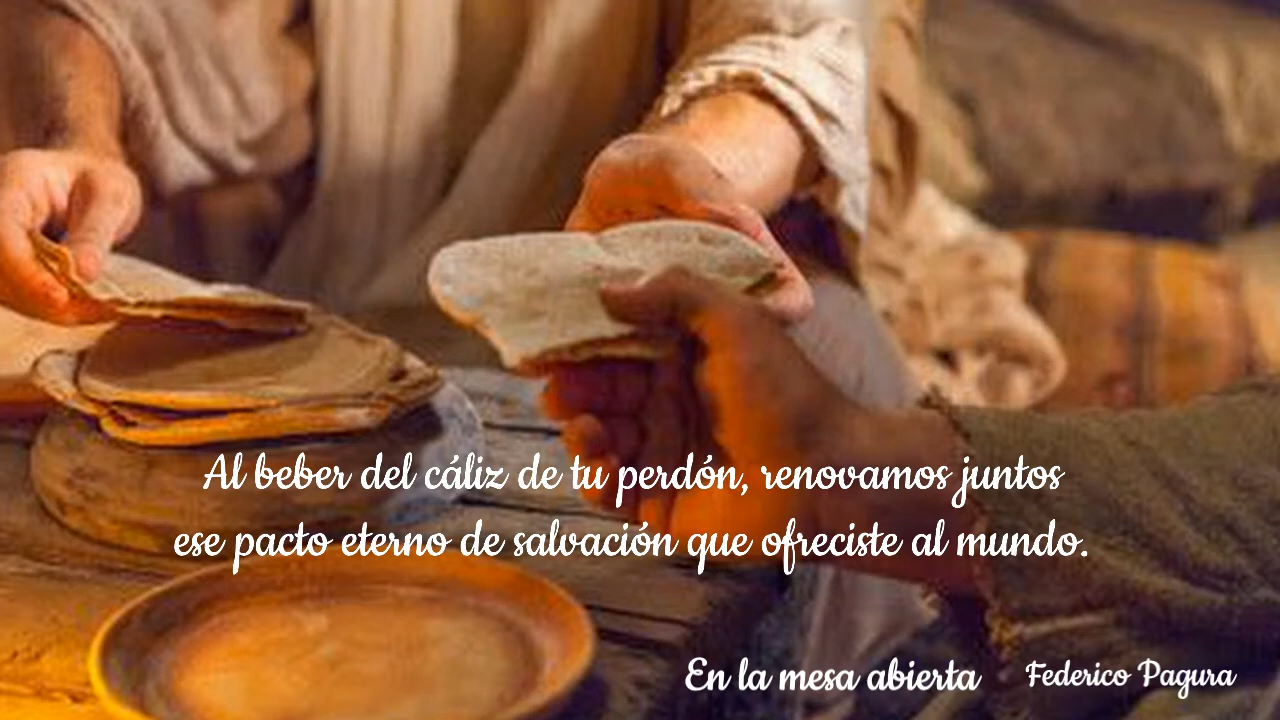 Al beber del cáliz de tu perdón, renovamos juntos
ese pacto eterno de salvación que ofreciste al mundo.
En la mesa abierta Federico Pagura